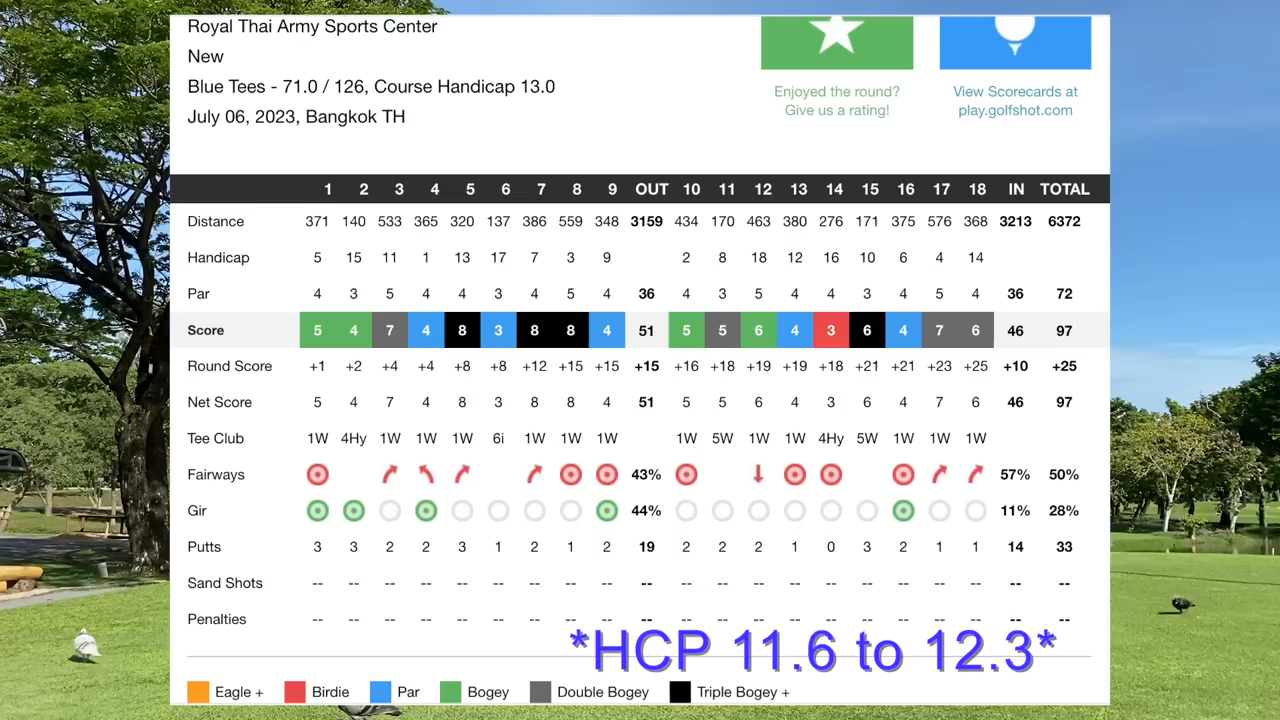 Royal Thai Army Sports Center
New
Blue Tees - 71.0 / 126, Course Handicap 13.0
July 06, 2023, Bangkok TH
Enjoyed the round?
Give us a rating!
View Scorecards at
play.golfshot.com
1 2 3 4 5 6 7 8 9 OUT 10 11 12 13 14 15 16 17 18 IN TOTAL
Distance 371 140 533 365 320 137 386 559 348 3159 434 170 463 380 276 171 375 576 368 3213 6372
Handicap 5 15 11 1 13 17 7 3 9 2 8 18 12 16 10 6 4 14
Par 4 3 5 4 4 3 4 5 4 36 4 3 5 4 4 3 4 5 4 36 72
Score 5 4 7 4 8 3 8 8 4 51 5 5 6 4 3 6 4 7 6 46 97
Round Score +1 +2 +4 +4 +8 +8 +12 +15 +15 +15 +16 +18 +19 +19 +18 +21 +21 +23 +25 +10 +25
Net Score 5 4 7 4 8 3 8 8 4 51 5 5 6 4 3 6 4 7 6 46 97
Tee Club 1W 4Hy 1W 1W 1W 6i 1W 1W 1W 1W 5W 1W 1W 4Hy 5W 1W 1W 1W
Fairways 43% 57% 50%
Gir 44% 11% 28%
Putts 3 3 2 2 3 1 2 1 2 19 2 2 2 1 0 3 2 1 1 14 33
Sand Shots -- -- -- -- -- -- -- -- -- -- -- -- -- -- -- -- -- -- -- -- --
Penalties -- -- -- -- -- -- -- -- -- -- -- -- -- -- -- -- -- -- -- -- --
*HCP 11.6 to 12.3*
Eagle + Birdie Par Bogey Double Bogey Triple Bogey +